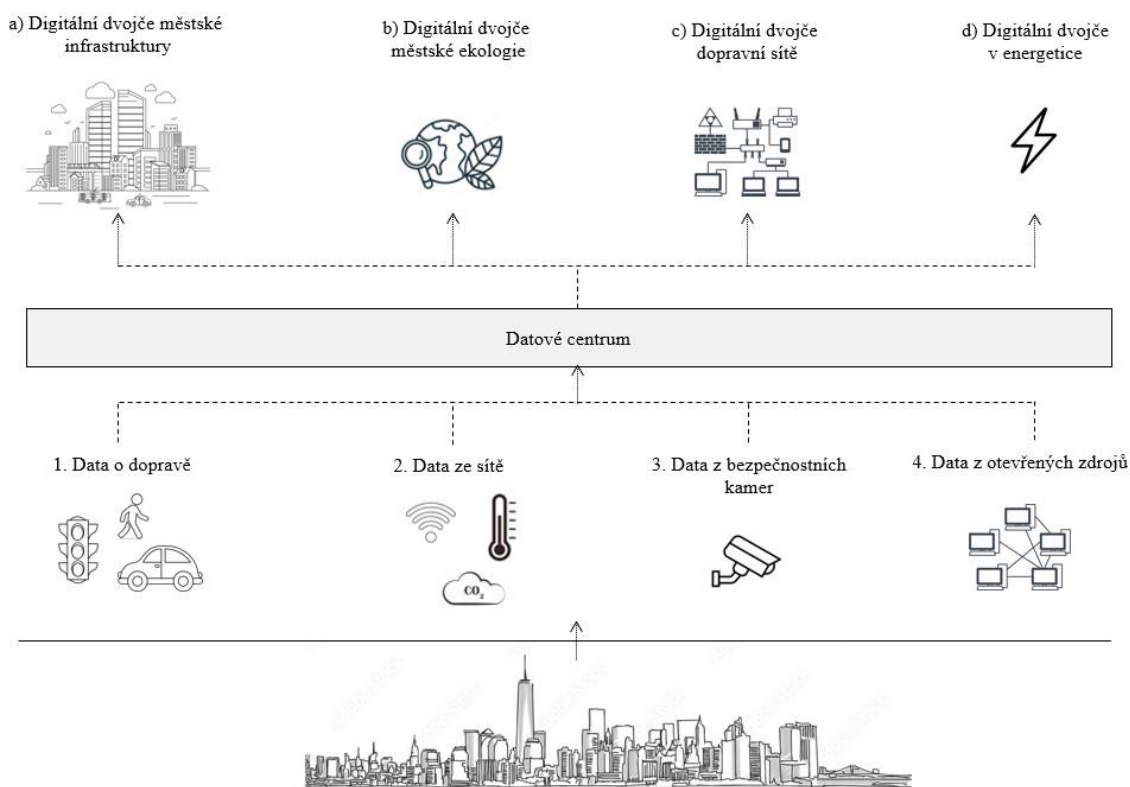 a) Digitální dvojče městské
infrastruktury
b) Digitální dvojče
městské ekologie
c) Digitální dvojče
dopravní sítě
d) Digitální dvojče
v energetice
Datové centrum
1. Data o dopravě
2. Data ze sítě
3. Data z bezpečnostních
kamer
4. Data z otevřených zdrojů
CO₂